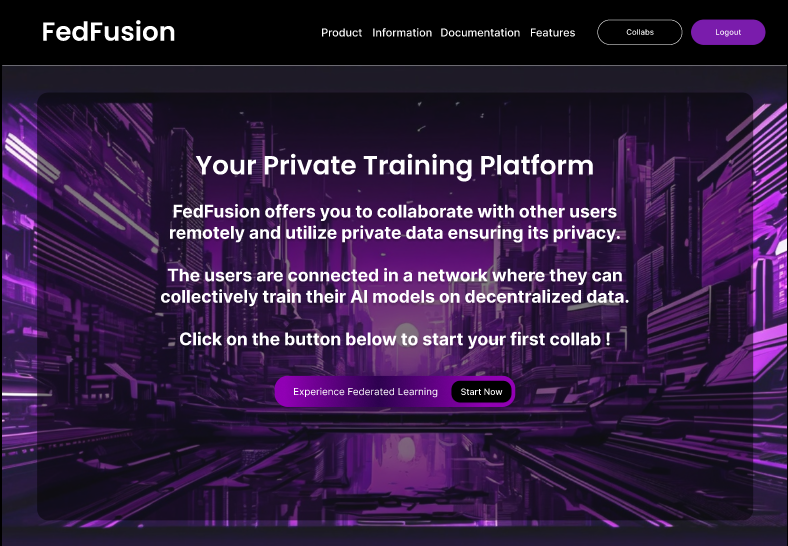 FedFusion
Product Information Documentation Features Collabs Logout
Your Private Training Platform
FedFusion offers you to collaborate with other users
remotely and utilize private data ensuring its privacy.
The users are connected in a network where they can
collectively train their AI models on decentralized data.
Click on the button below to start your first collab !
Experience Federated Learning Start Now